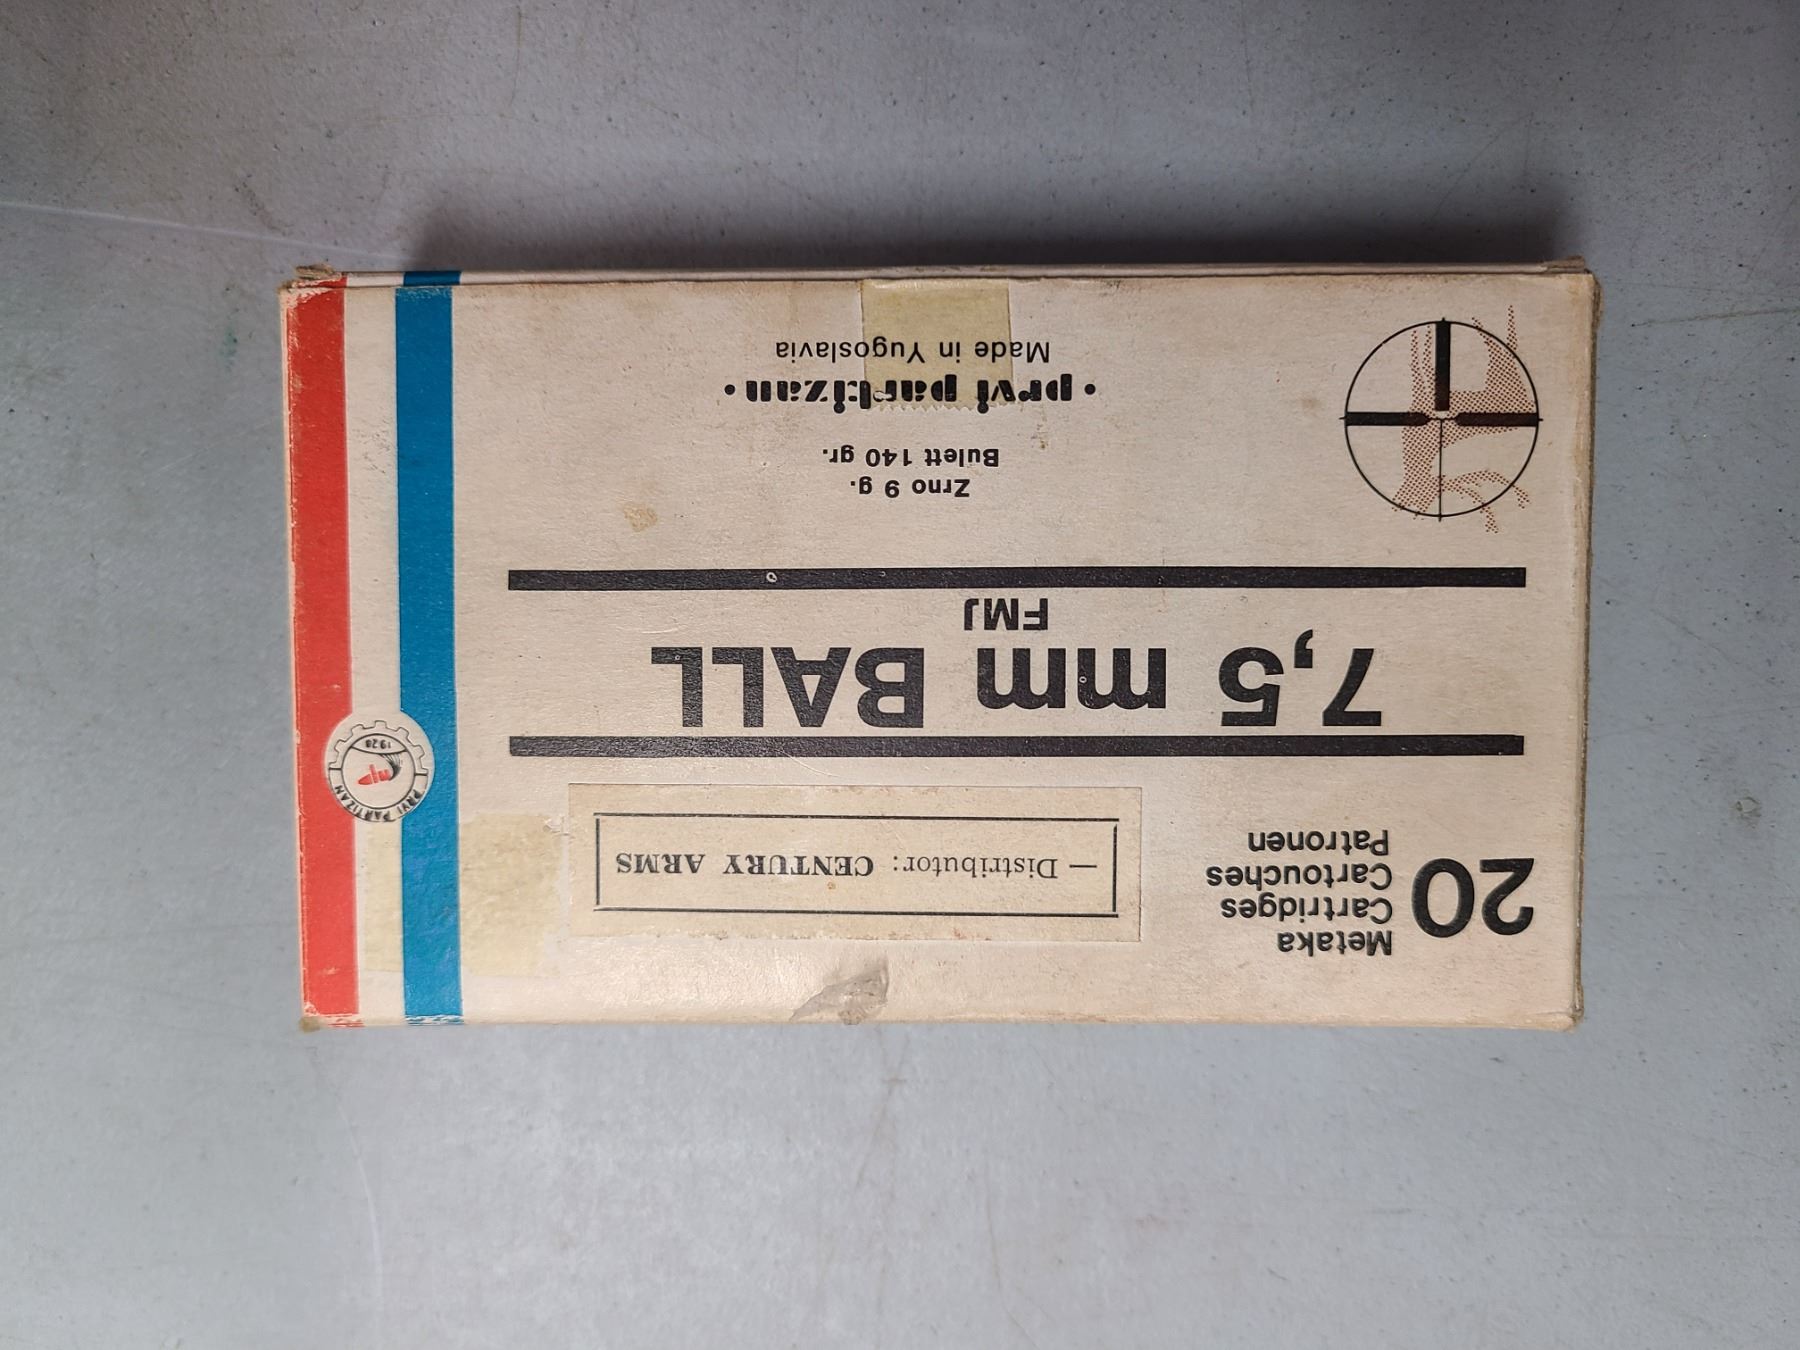 20
Metaka
Cartridges
Cartouches
Patronen
— Distributor: CENTURY ARMS
7,5 mm BALL
FMJ
Zrno 9 g.
Bulett 140 gr.
• prvi partizan •
Made in Yugoslavia
PRVI PARTIZAN
1928